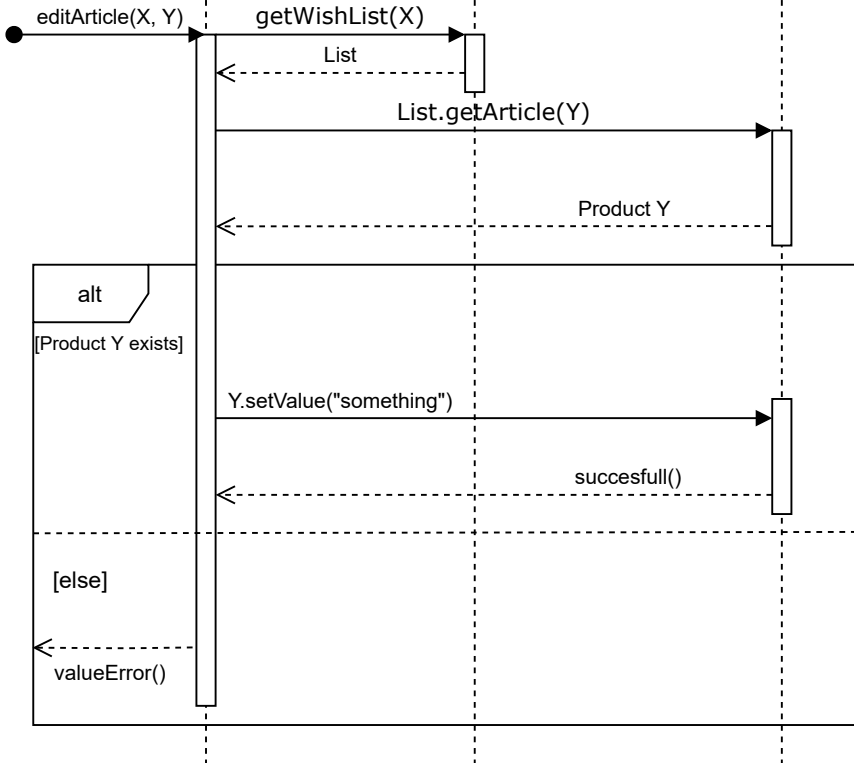 editArticle(X, Y)
getWishList(X)
List
List.getArticle(Y)
Product Y
alt
[Product Y exists]
Y.setValue("something")
succesfull()
[else]
valueError()